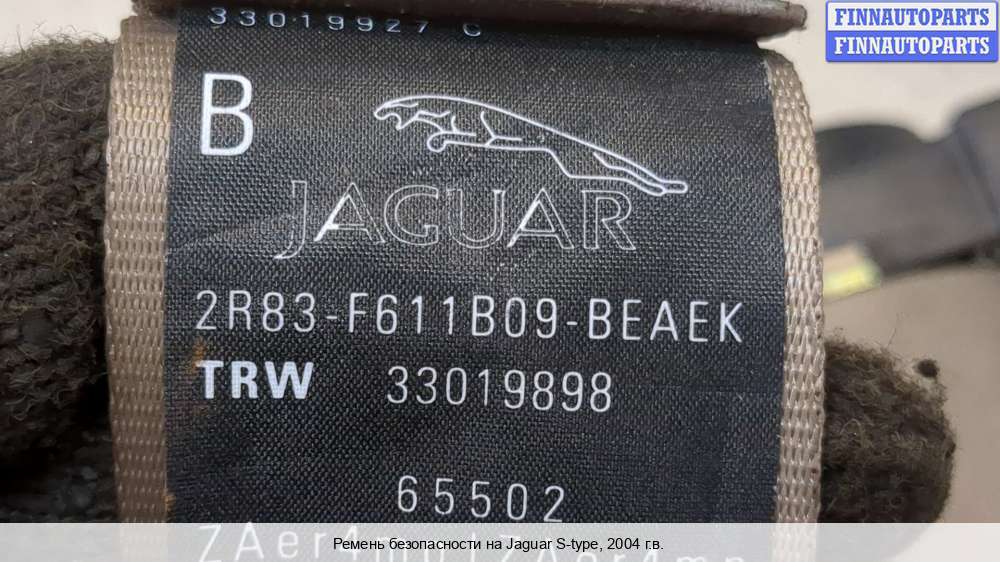 33019927 C
FINNAUTOPARTS
FINNAUTOPARTS
B
JAGUAR
2R83-F611B09-BEAEK
TRW 33019898
65502
Ремень безопасности на Jaguar S-type, 2004 г.в.